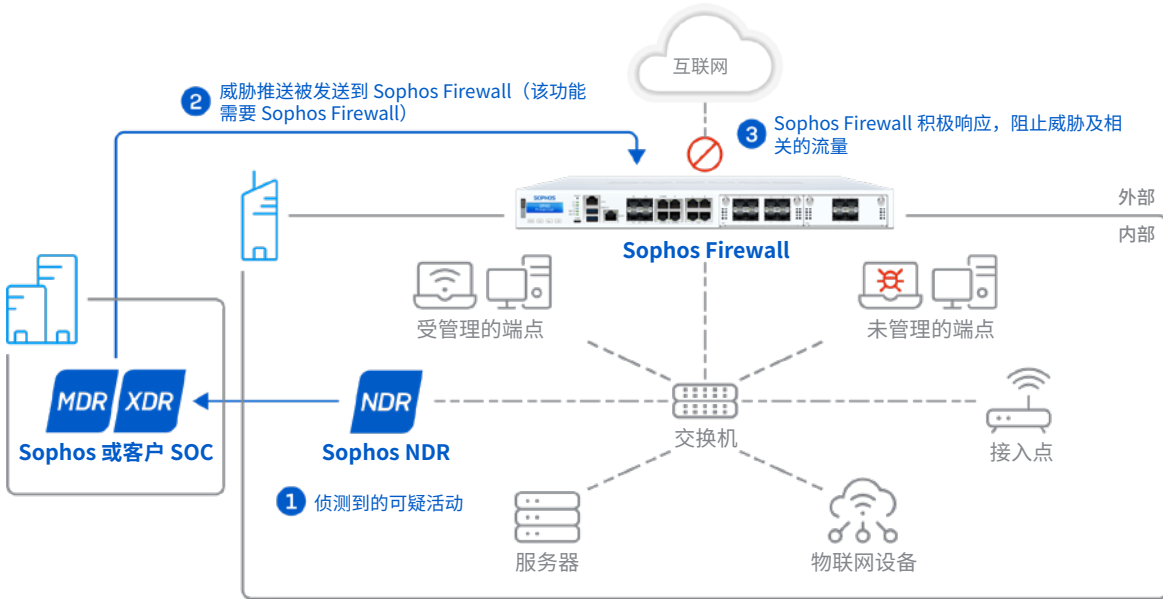 互联网
2
威胁推送被发送到 Sophos Firewall（该功能
需要 Sophos Firewall）
3
Sophos Firewall 积极响应，阻止威胁及相
关的流量
SOPHOS
外部
内部
Sophos Firewall
受管理的端点
未管理的端点
MDR
XDR
NDR
Sophos 或客户 SOC
Sophos NDR
交换机
接入点
1
侦测到的可疑活动
服务器
物联网设备